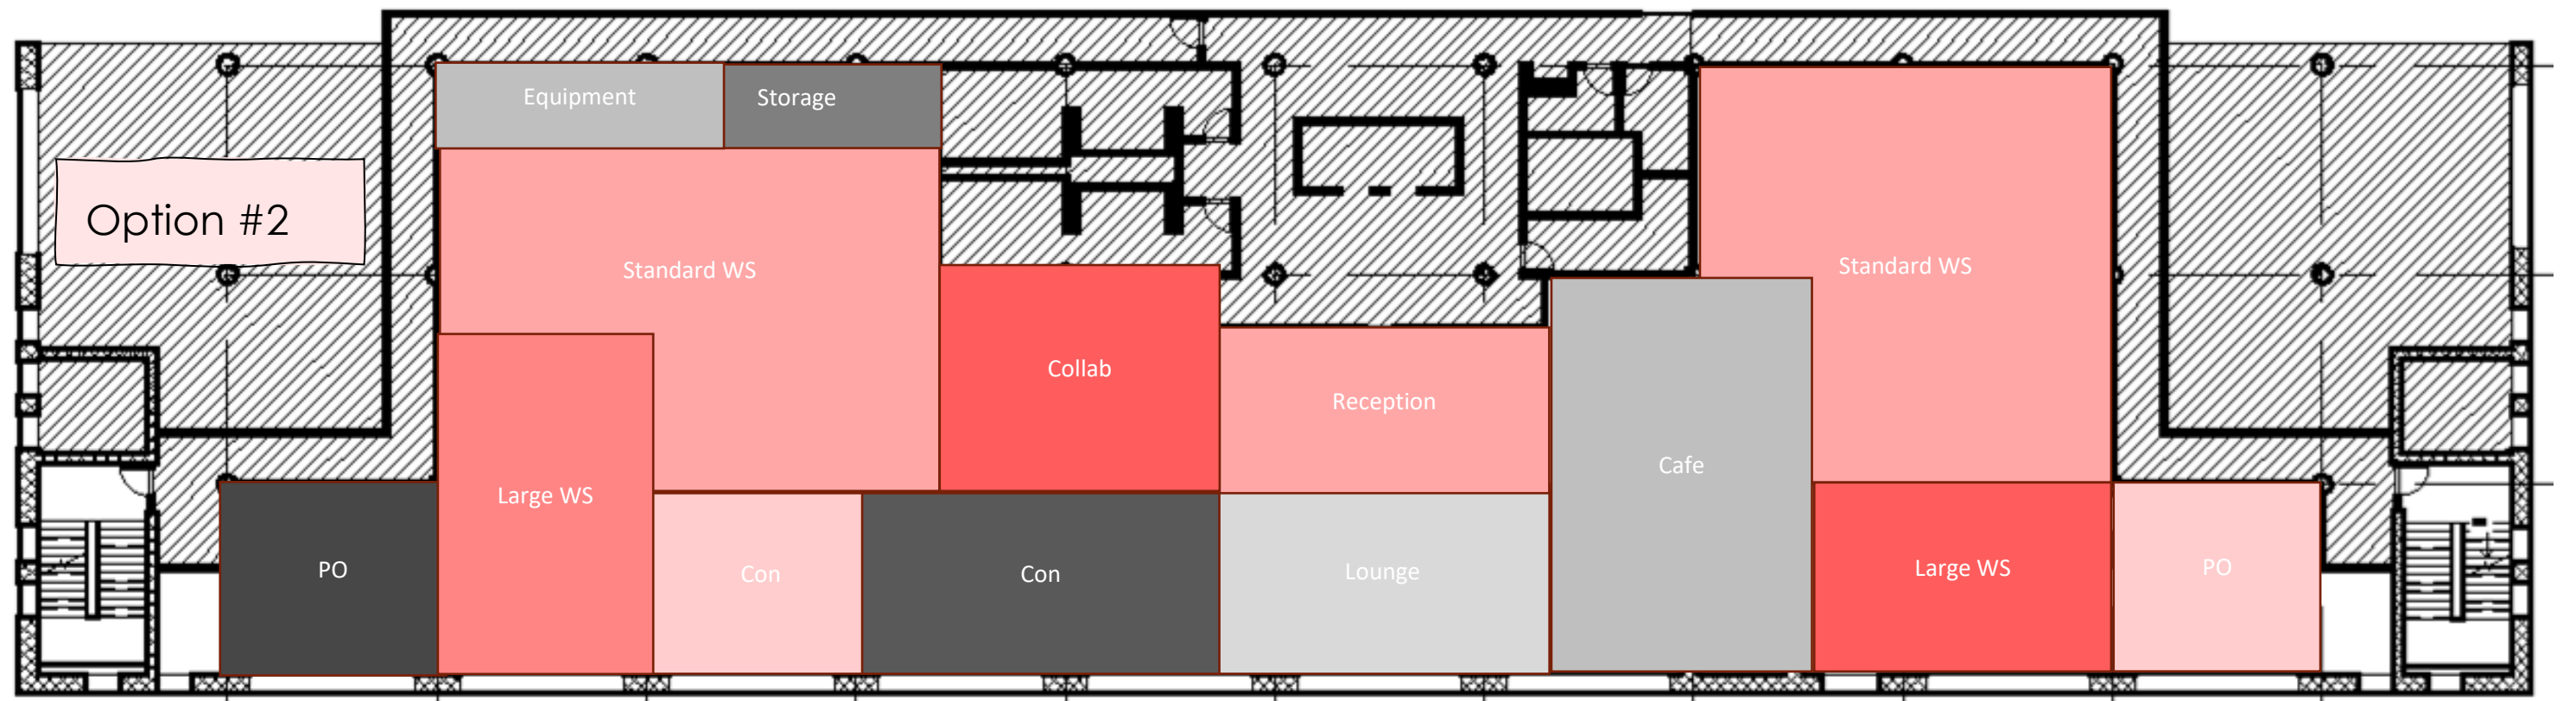 Equipment
Storage
Option #2
Standard WS
Standard WS
Collab
Reception
Cafe
Large WS
PO
Con
Con
Lounge
Large WS
PO